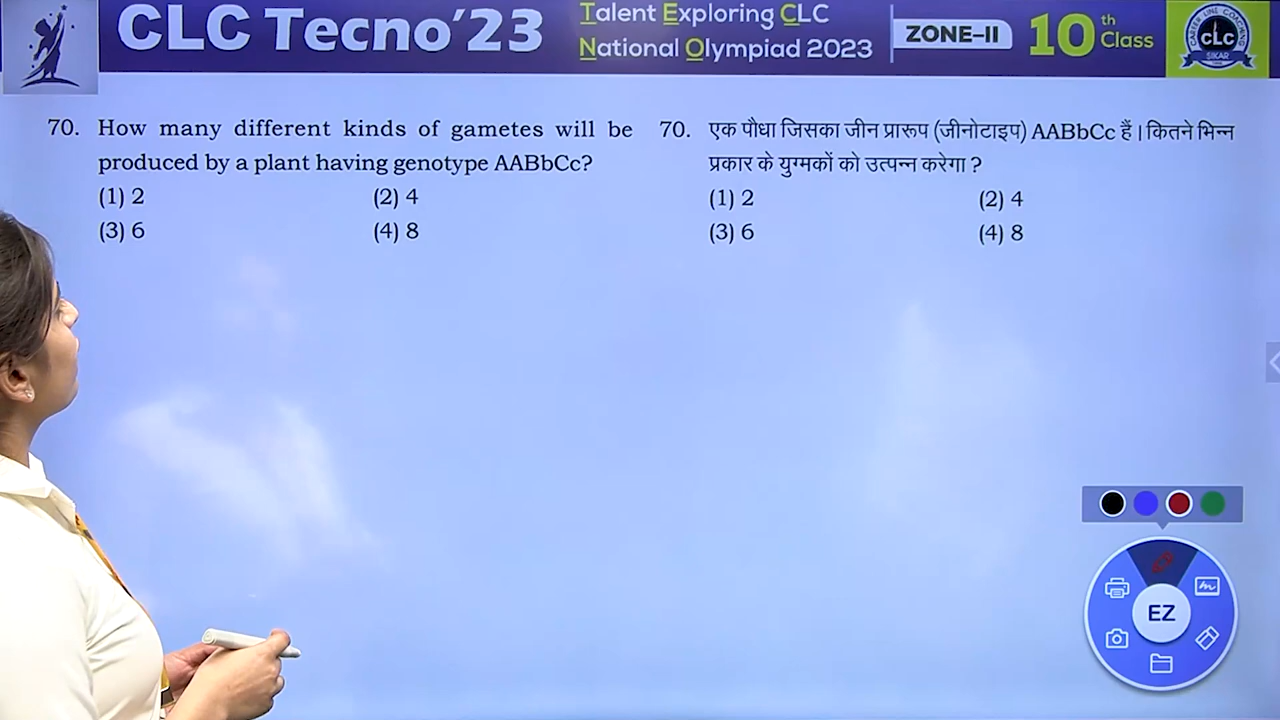 CLC Tecno'23
Talent Exploring CLC
National Olympiad 2023
ZONE–II
10th Class
CLC
SIKAR
70. How many different kinds of gametes will be
produced by a plant having genotype AABbCc?
(1) 2 (2) 4
(3) 6 (4) 8
70. एक पौधा जिसका जीन प्रारूप (जीनोटाइप) AABbCc हैं। कितने भिन्न
प्रकार के युग्मकों को उत्पन्न करेगा ?
(1) 2 (2) 4
(3) 6 (4) 8
EZ